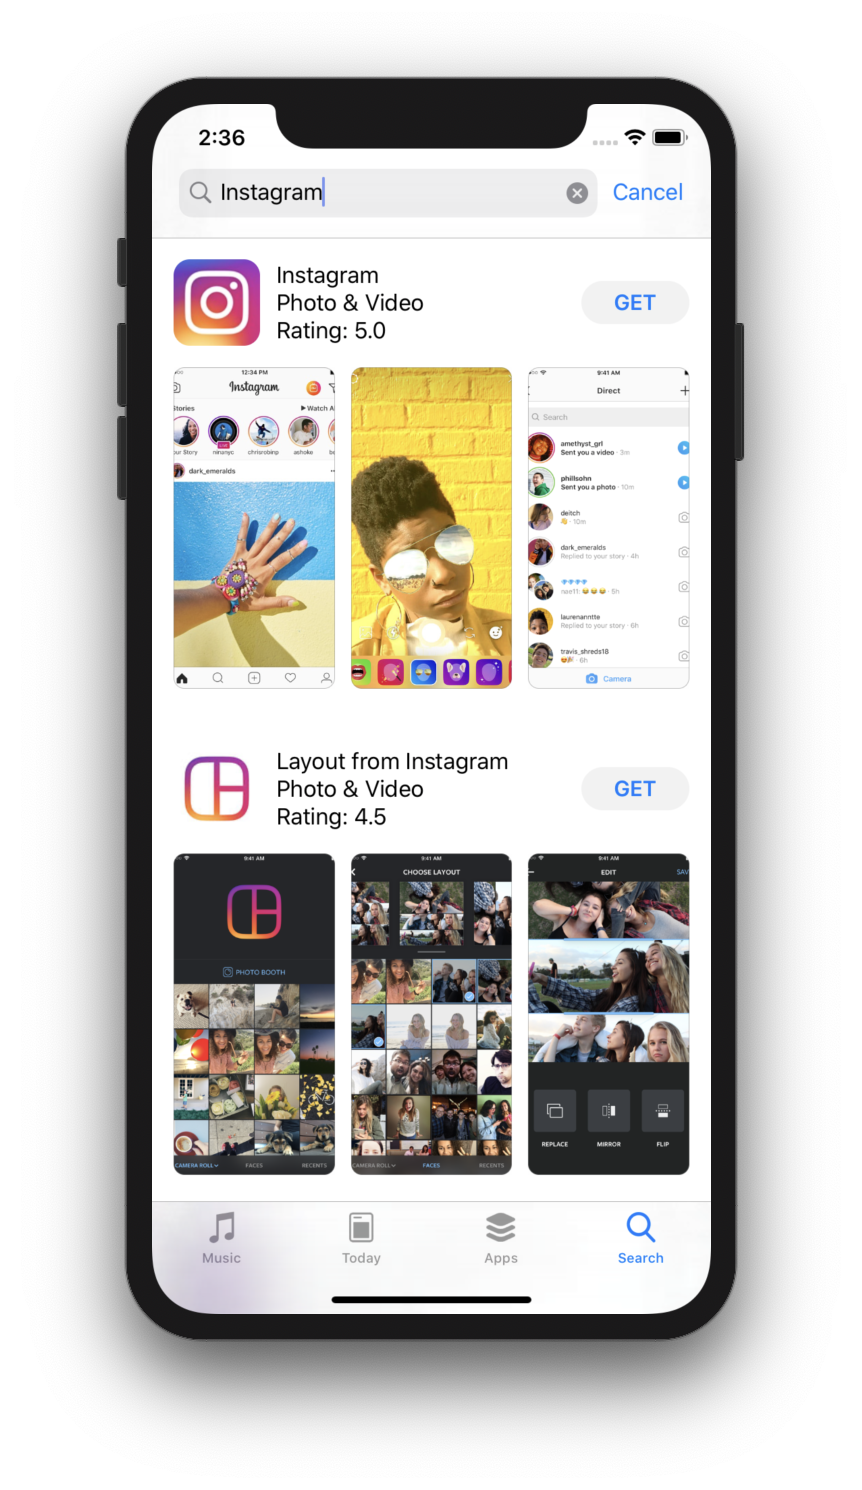 2:36
Instagram
Cancel
Instagram
Photo & Video
Rating: 5.0
GET
12:34 PM
Instagram
Stories
Watch A
our Story
ninanyc
chrisrobinp
ashoke
dark_emeralds
9:41 AM
Direct
Search
amethyst_grl
Sent you a video · 3m
phillsohn
Sent you a photo · 10m
deitch
👋 · 10m
dark_emeralds
Replied to your story · 4h
💎💎💎💎
· 5h
laurenanntte
Replied to your story · 6h
travis_shreds18
· 6h
Camera
Layout from Instagram
Photo & Video
Rating: 4.5
GET
9:41 AM
PHOTO BOOTH
CAMERA ROLL
FACES
RECENTS
9:41 AM
CHOOSE LAYOUT
CAMERA ROLL
FACES
RECENTS
9:41 AM
EDIT
SAV
REPLACE
MIRROR
FLIP
Music
Today
Apps
Search